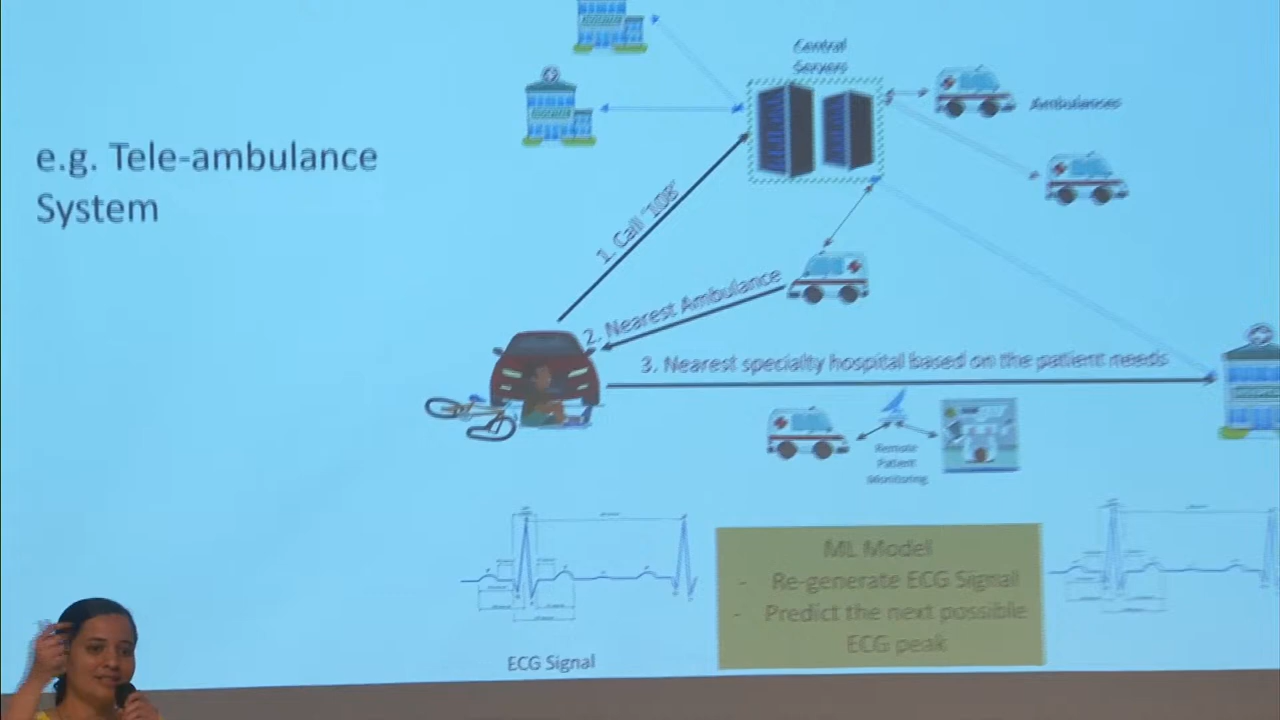 Central
Servers
Ambulances
e.g. Tele-ambulance
System
1. Call "108"
2. Nearest Ambulance
3. Nearest specialty hospital based on the patient needs
Remote
Patient
Monitoring
ML Model
- Re-generate ECG Signal
- Predict the next possible
ECG peak
ECG Signal